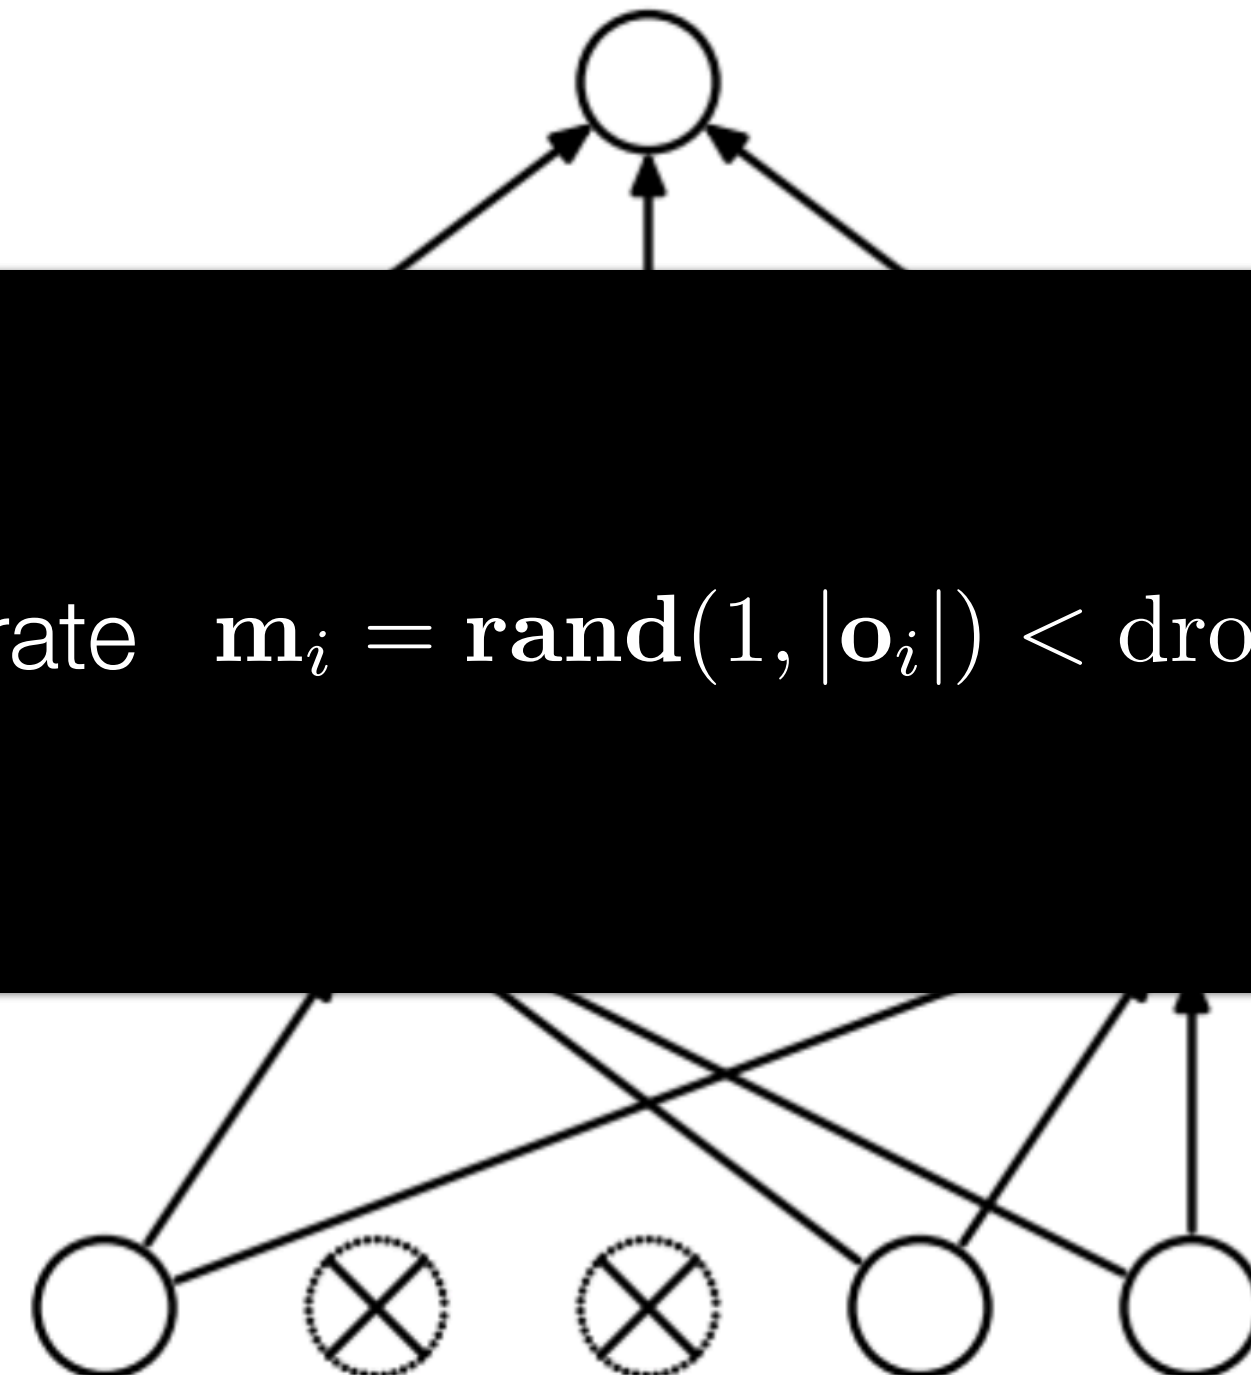 rate m_i = rand(1, |o_i|) < dro